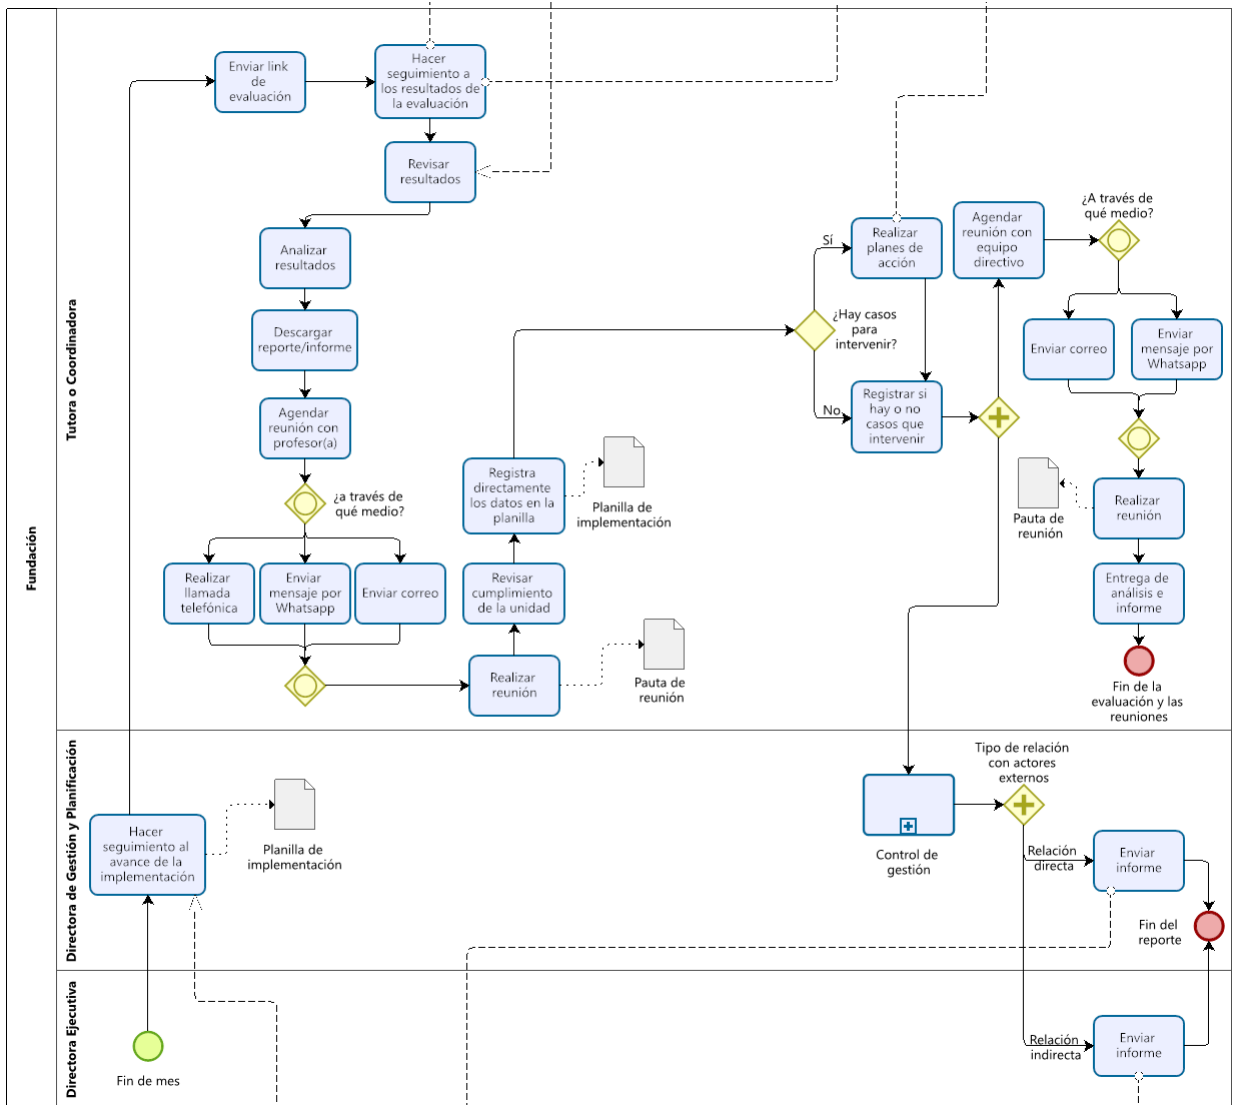 Fundación
Tutora o Coordinadora
Enviar link
de
evaluación
Hacer
seguimiento a
los resultados de
la evaluación
Revisar
resultados
Analizar
resultados
Descargar
reporte/informe
Agendar
reunión con
profesor(a)
¿a través de
qué medio?
Realizar
llamada
telefónica
Enviar
mensaje por
Whatsapp
Enviar correo
Realizar
reunión
Pauta de
reunión
Revisar
cumplimiento
de la unidad
Registra
directamente
los datos en la
planilla
Planilla de
implementación
¿Hay casos
para
intervenir?
Sí
No
Realizar
planes de
acción
Registrar si
hay o no
casos que
intervenir
Agendar
reunión con
equipo
directivo
¿A través de
qué medio?
Enviar correo
Enviar
mensaje por
Whatsapp
Realizar
reunión
Pauta de
reunión
Entrega de
análisis e
informe
Fin de la
evaluación y las
reuniones
Directora de Gestión y Planificación
Hacer
seguimiento al
avance de la
implementación
Planilla de
implementación
Control de
gestión
Tipo de relación
con actores
externos
Relación
directa
Enviar
informe
Fin del
reporte
Directora Ejecutiva
Fin de mes
Relación
indirecta
Enviar
informe